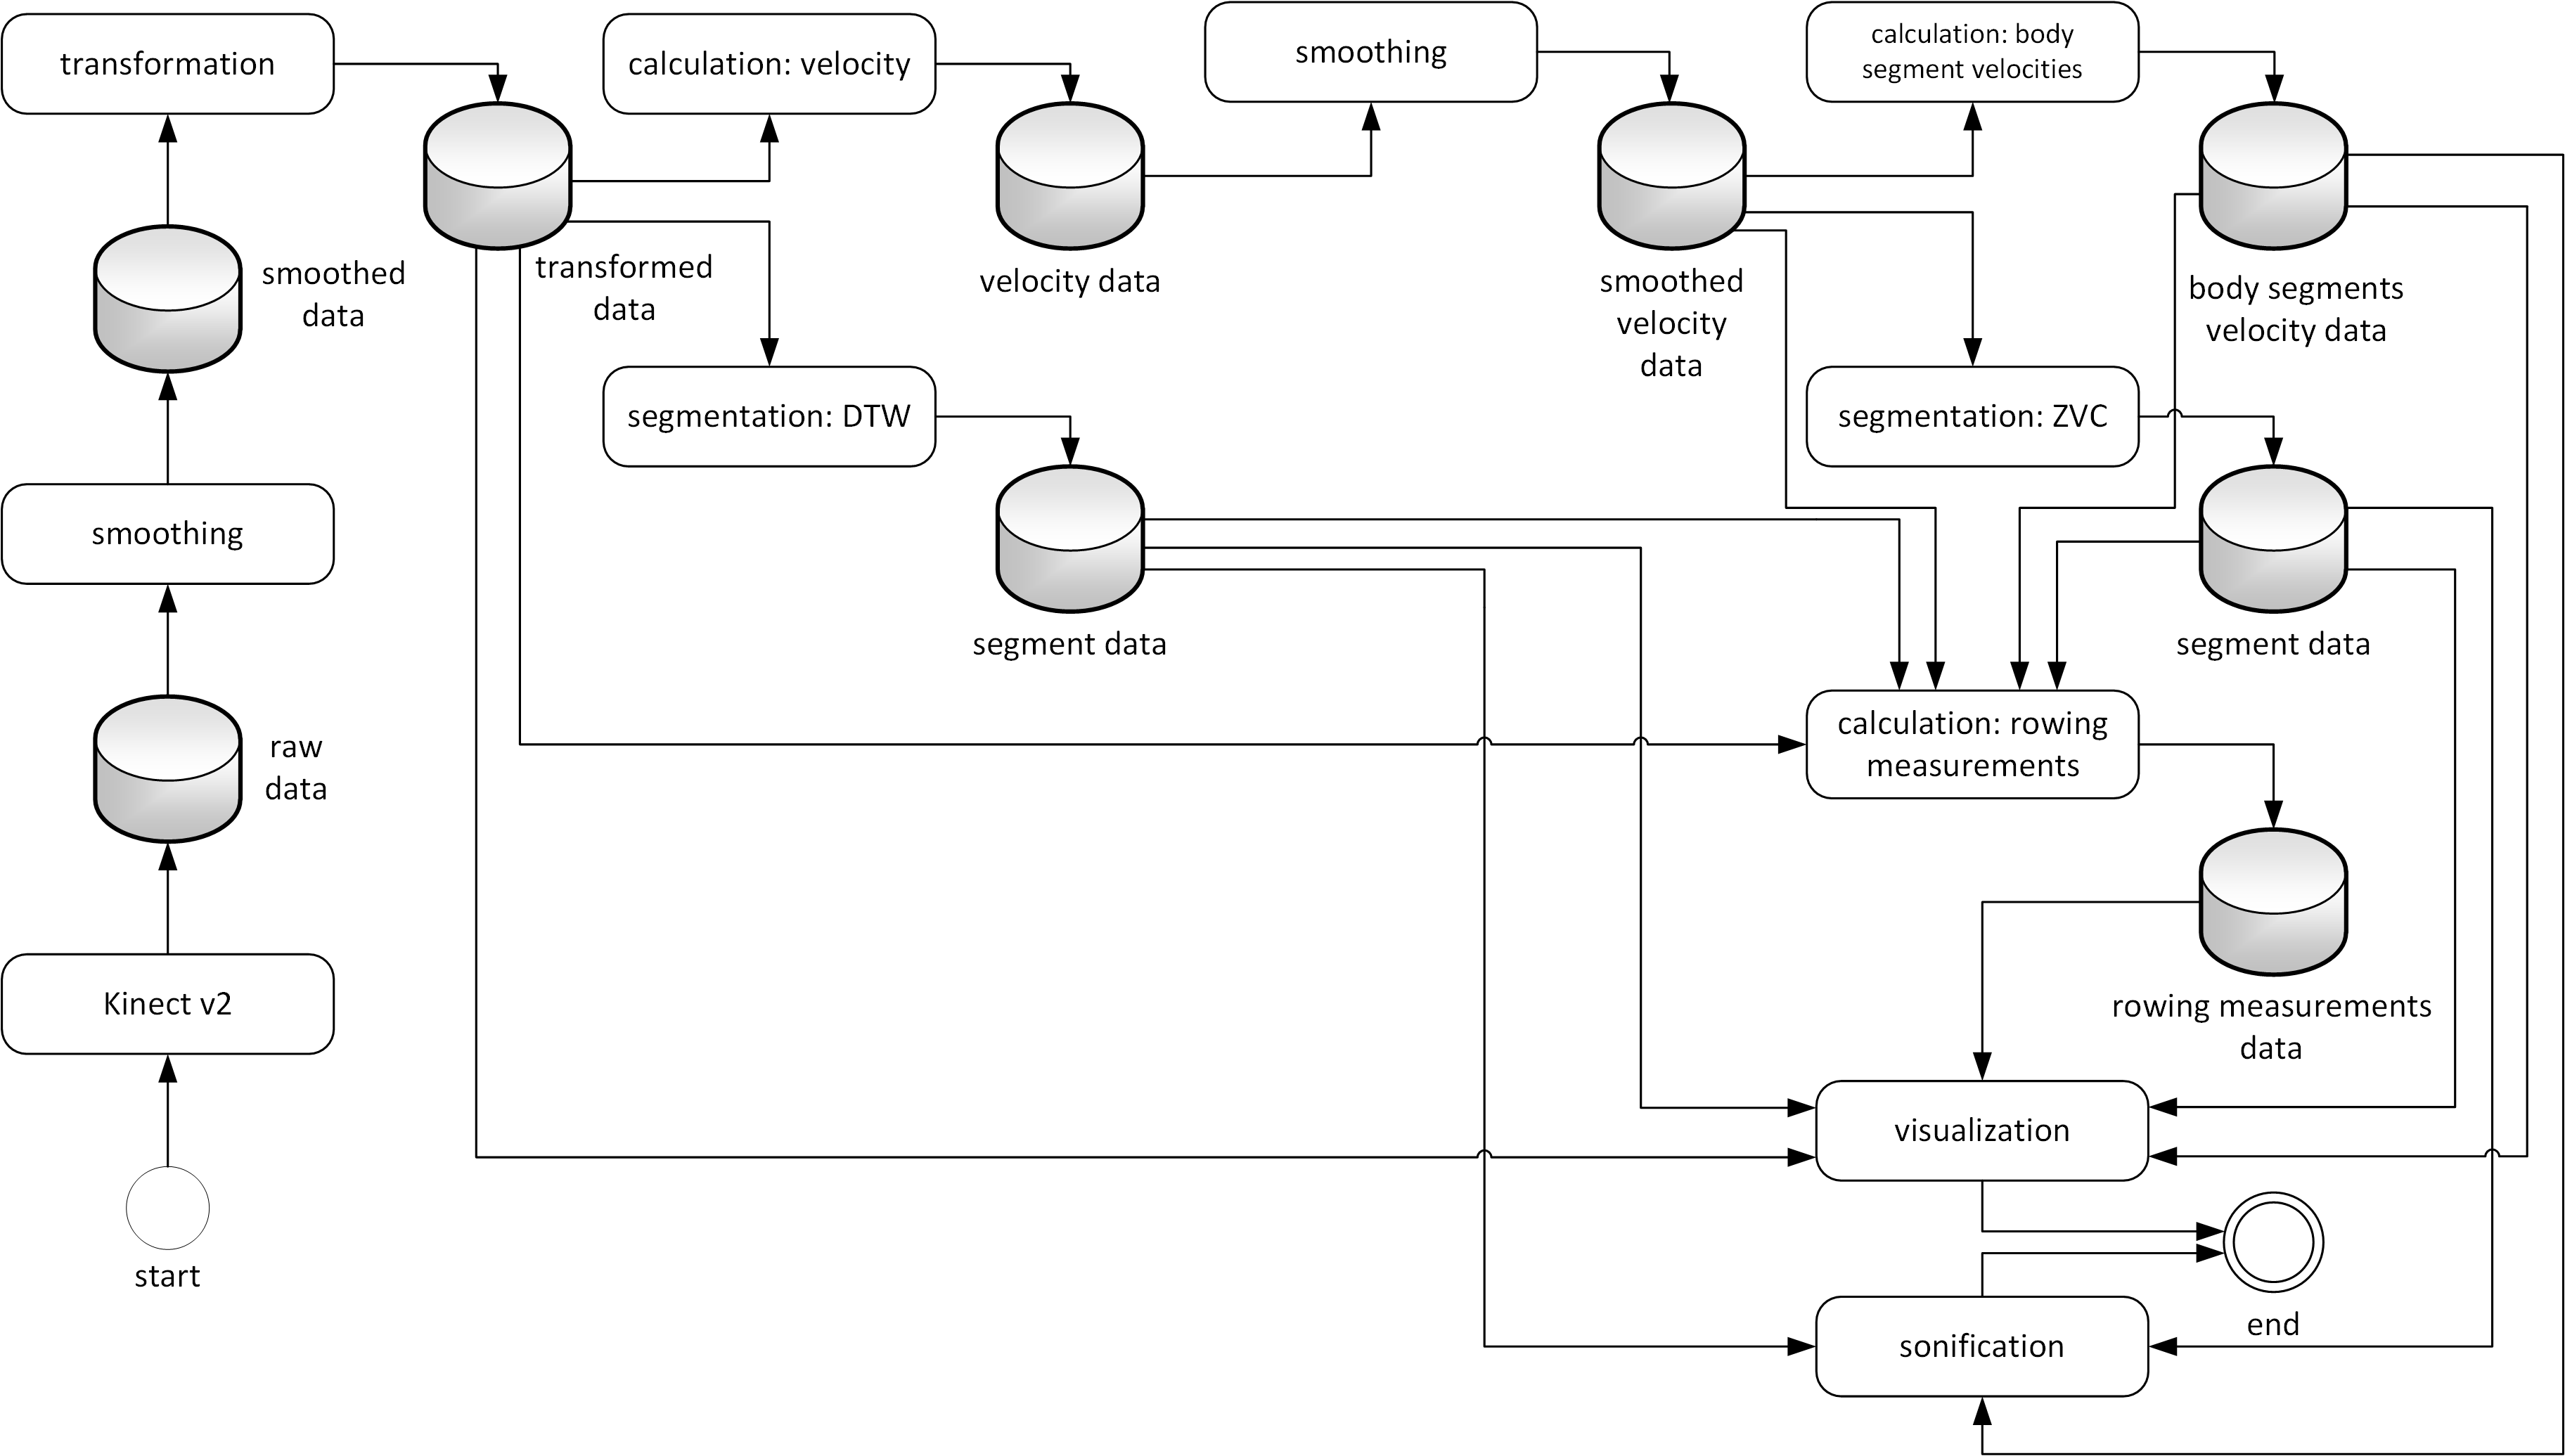 transformation
calculation: velocity
smoothing
calculation: body
segment velocities
smoothed
data
transformed
data
velocity data
smoothed
velocity
data
body segments
velocity data
segmentation: DTW
segmentation: ZVC
smoothing
segment data
segment data
raw
data
calculation: rowing
measurements
Kinect v2
rowing measurements
data
visualization
start
end
sonification